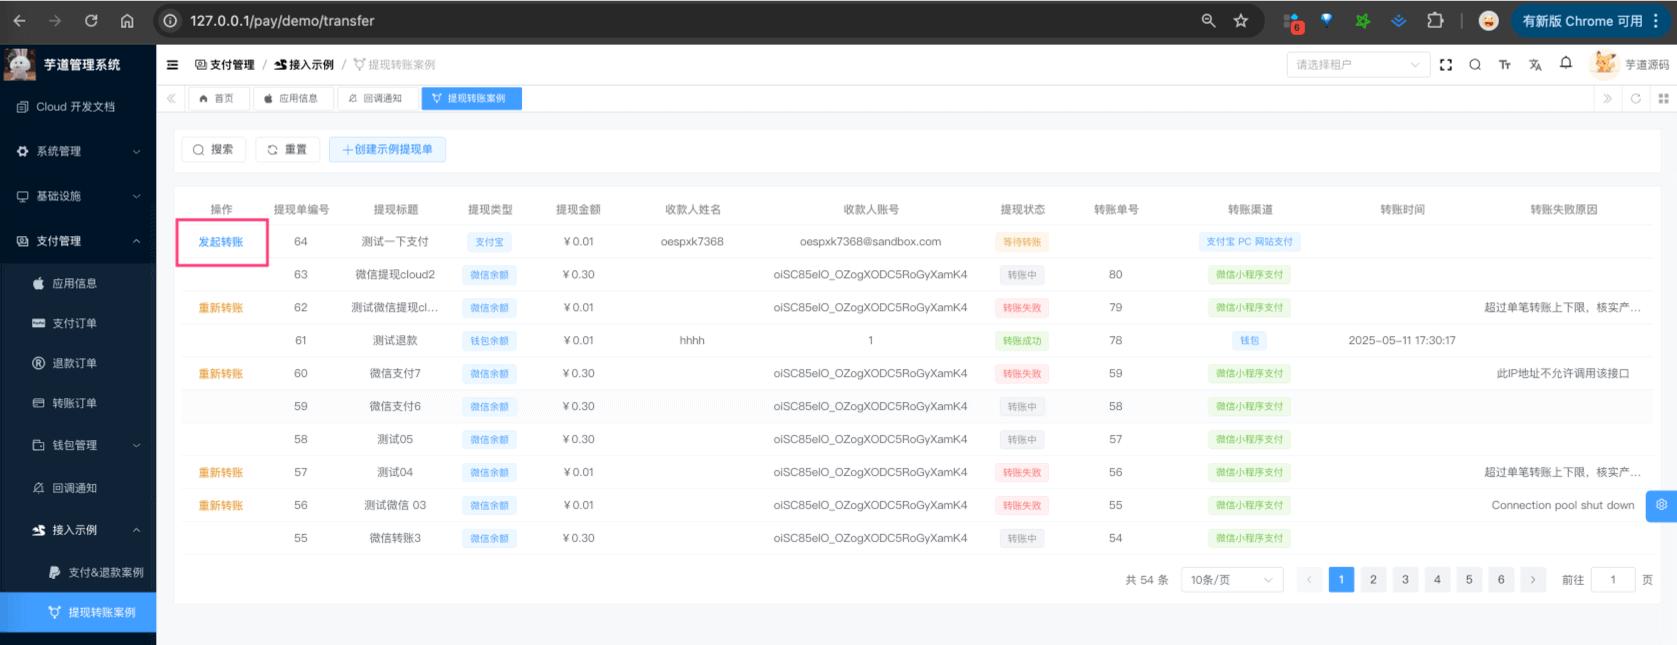 127.0.0.1/pay/demo/transfer
6
有新版 Chrome 可用
芋道管理系统
支付管理 / 接入示例 / 提现转账案例
请选择租户
芋道源码
首页
应用信息
回调通知
提现转账案例
Cloud 开发文档
系统管理
基础设施
支付管理
应用信息
支付订单
退款订单
转账订单
钱包管理
回调通知
接入示例
支付&退款案例
提现转账案例
搜索 重置 +创建示例提现单
操作 提现单编号 提现标题 提现类型 提现金额 收款人姓名 收款人账号 提现状态 转账单号 转账渠道 转账时间 转账失败原因
发起转账 64 测试一下支付 支付宝 ￥0.01 oespxk7368 oespxk7368@sandbox.com 等待转账 支付宝 PC 网站支付
63 微信提现cloud2 微信余额 ￥0.30 oiSC85elO_OZogXODC5RoGyXamK4 转账中 80 微信小程序支付
重新转账 62 测试微信提现cl... 微信余额 ￥0.01 oiSC85elO_OZogXODC5RoGyXamK4 转账失败 79 微信小程序支付 超过单笔转账上下限，核实产...
61 测试退款 钱包余额 ￥0.01 hhhh 1 转账成功 78 钱包 2025-05-11 17:30:17
重新转账 60 微信支付7 微信余额 ￥0.30 oiSC85elO_OZogXODC5RoGyXamK4 转账失败 59 微信小程序支付 此IP地址不允许调用该接口
59 微信支付6 微信余额 ￥0.30 oiSC85elO_OZogXODC5RoGyXamK4 转账中 58 微信小程序支付
58 测试05 微信余额 ￥0.30 oiSC85elO_OZogXODC5RoGyXamK4 转账中 57 微信小程序支付
重新转账 57 测试04 微信余额 ￥0.01 oiSC85elO_OZogXODC5RoGyXamK4 转账失败 56 微信小程序支付 超过单笔转账上下限，核实产...
重新转账 56 测试微信 03 微信余额 ￥0.01 oiSC85elO_OZogXODC5RoGyXamK4 转账失败 55 微信小程序支付 Connection pool shut down
55 微信转账3 微信余额 ￥0.30 oiSC85elO_OZogXODC5RoGyXamK4 转账中 54 微信小程序支付
共 54 条 10条/页 1 2 3 4 5 6 前往 1 页